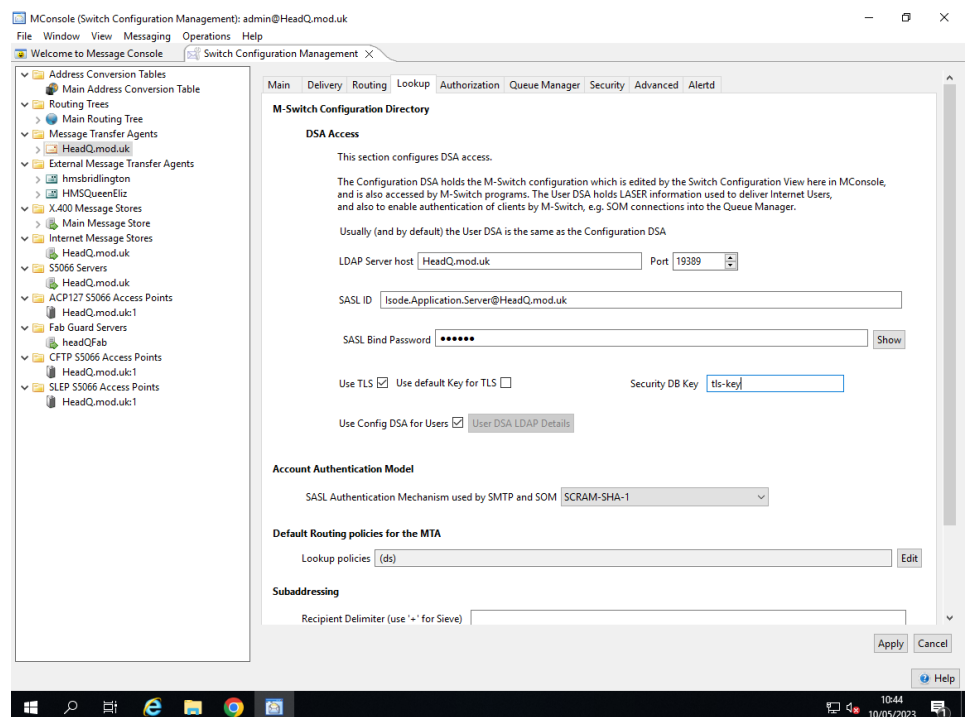 MConsole (Switch Configuration Management): admin@HeadQ.mod.uk
File Window View Messaging Operations Help
Welcome to Message Console
Switch Configuration Management
Address Conversion Tables
Main Address Conversion Table
Routing Trees
Main Routing Tree
Message Transfer Agents
HeadQ.mod.uk
External Message Transfer Agents
hmsbridlington
HMSQueenEliz
X.400 Message Stores
Main Message Store
Internet Message Stores
HeadQ.mod.uk
S5066 Servers
HeadQ.mod.uk
ACP127 S5066 Access Points
HeadQ.mod.uk:1
Fab Guard Servers
headQFab
CFTP S5066 Access Points
HeadQ.mod.uk:1
SLEP S5066 Access Points
HeadQ.mod.uk:1
Main Delivery Routing Lookup Authorization Queue Manager Security Advanced Alertd
M-Switch Configuration Directory
DSA Access
This section configures DSA access.
The Configuration DSA holds the M-Switch configuration which is edited by the Switch Configuration View here in MConsole,
and is also accessed by M-Switch programs. The User DSA holds LASER information used to deliver Internet Users,
and also to enable authentication of clients by M-Switch, e.g. SOM connections into the Queue Manager.
Usually (and by default) the User DSA is the same as the Configuration DSA
LDAP Server host HeadQ.mod.uk Port 19389
SASL ID Isode.Application.Server@HeadQ.mod.uk
SASL Bind Password ●●●●●● Show
Use TLS Use default Key for TLS Security DB Key tls-key
Use Config DSA for Users User DSA LDAP Details
Account Authentication Model
SASL Authentication Mechanism used by SMTP and SOM SCRAM-SHA-1
Default Routing policies for the MTA
Lookup policies (ds) Edit
Subaddressing
Recipient Delimiter (use '+' for Sieve)
Apply Cancel
Help
10:44
10/05/2023